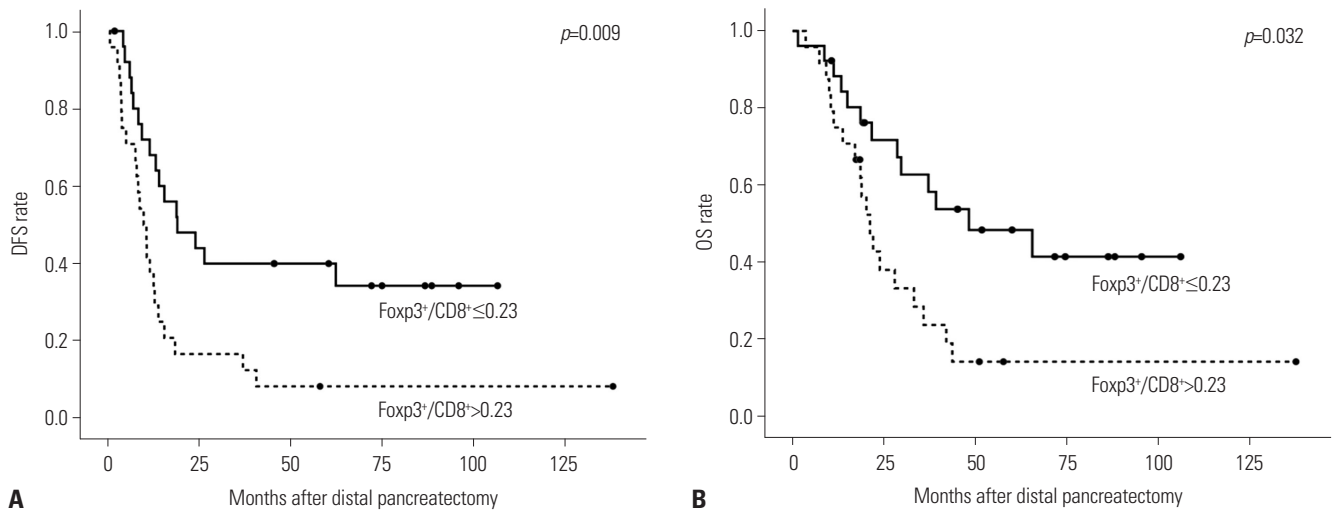 p=0.009
1.0
0.8
0.6
0.4
0.2
0.0
DFS rate
Foxp3⁺/CD8⁺≤0.23
Foxp3⁺/CD8⁺>0.23
0 25 50 75 100 125
Months after distal pancreatectomy
A
p=0.032
1.0
0.8
0.6
0.4
0.2
0.0
OS rate
Foxp3⁺/CD8⁺≤0.23
Foxp3⁺/CD8⁺>0.23
0 25 50 75 100 125
Months after distal pancreatectomy
B